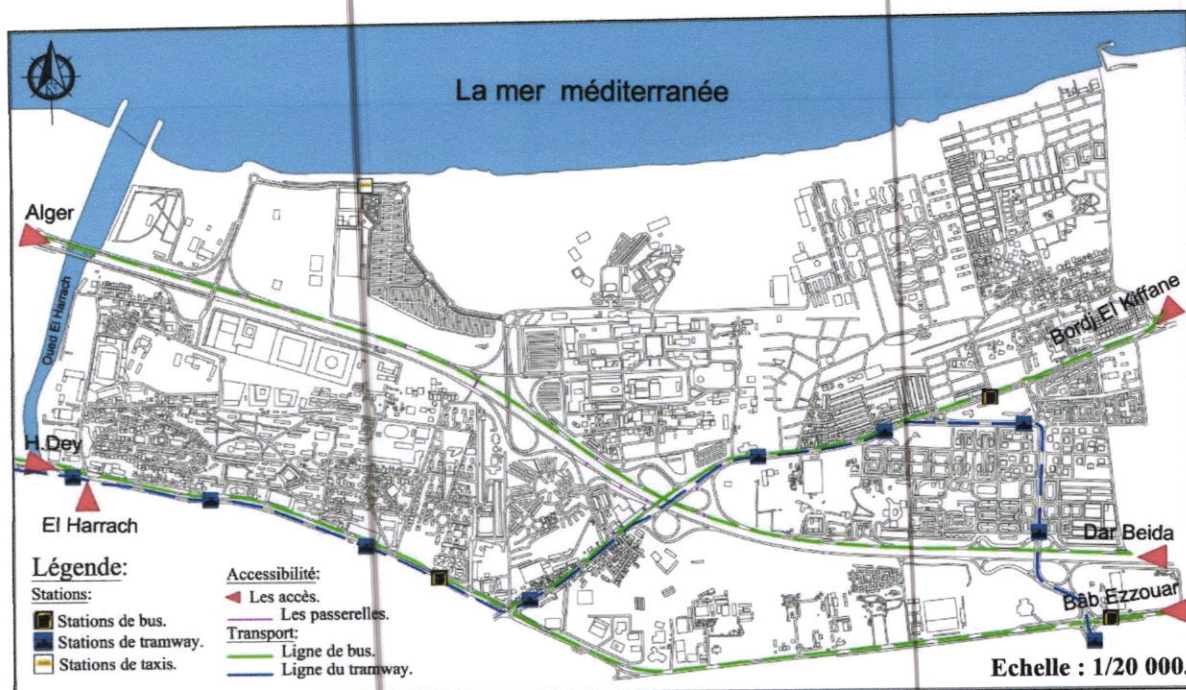 La mer méditerranée
Alger
Oued El Harrach
Bordj El Kiffane
H.Dey
El Harrach
Dar Beida
Bâb Ezzouar
Légende:
Stations:
Stations de bus.
Stations de tramway.
Stations de taxis.
Accessibilité:
Les accès.
Les passerelles.
Transport:
Ligne de bus.
Ligne du tramway.
Echelle : 1/20 000.